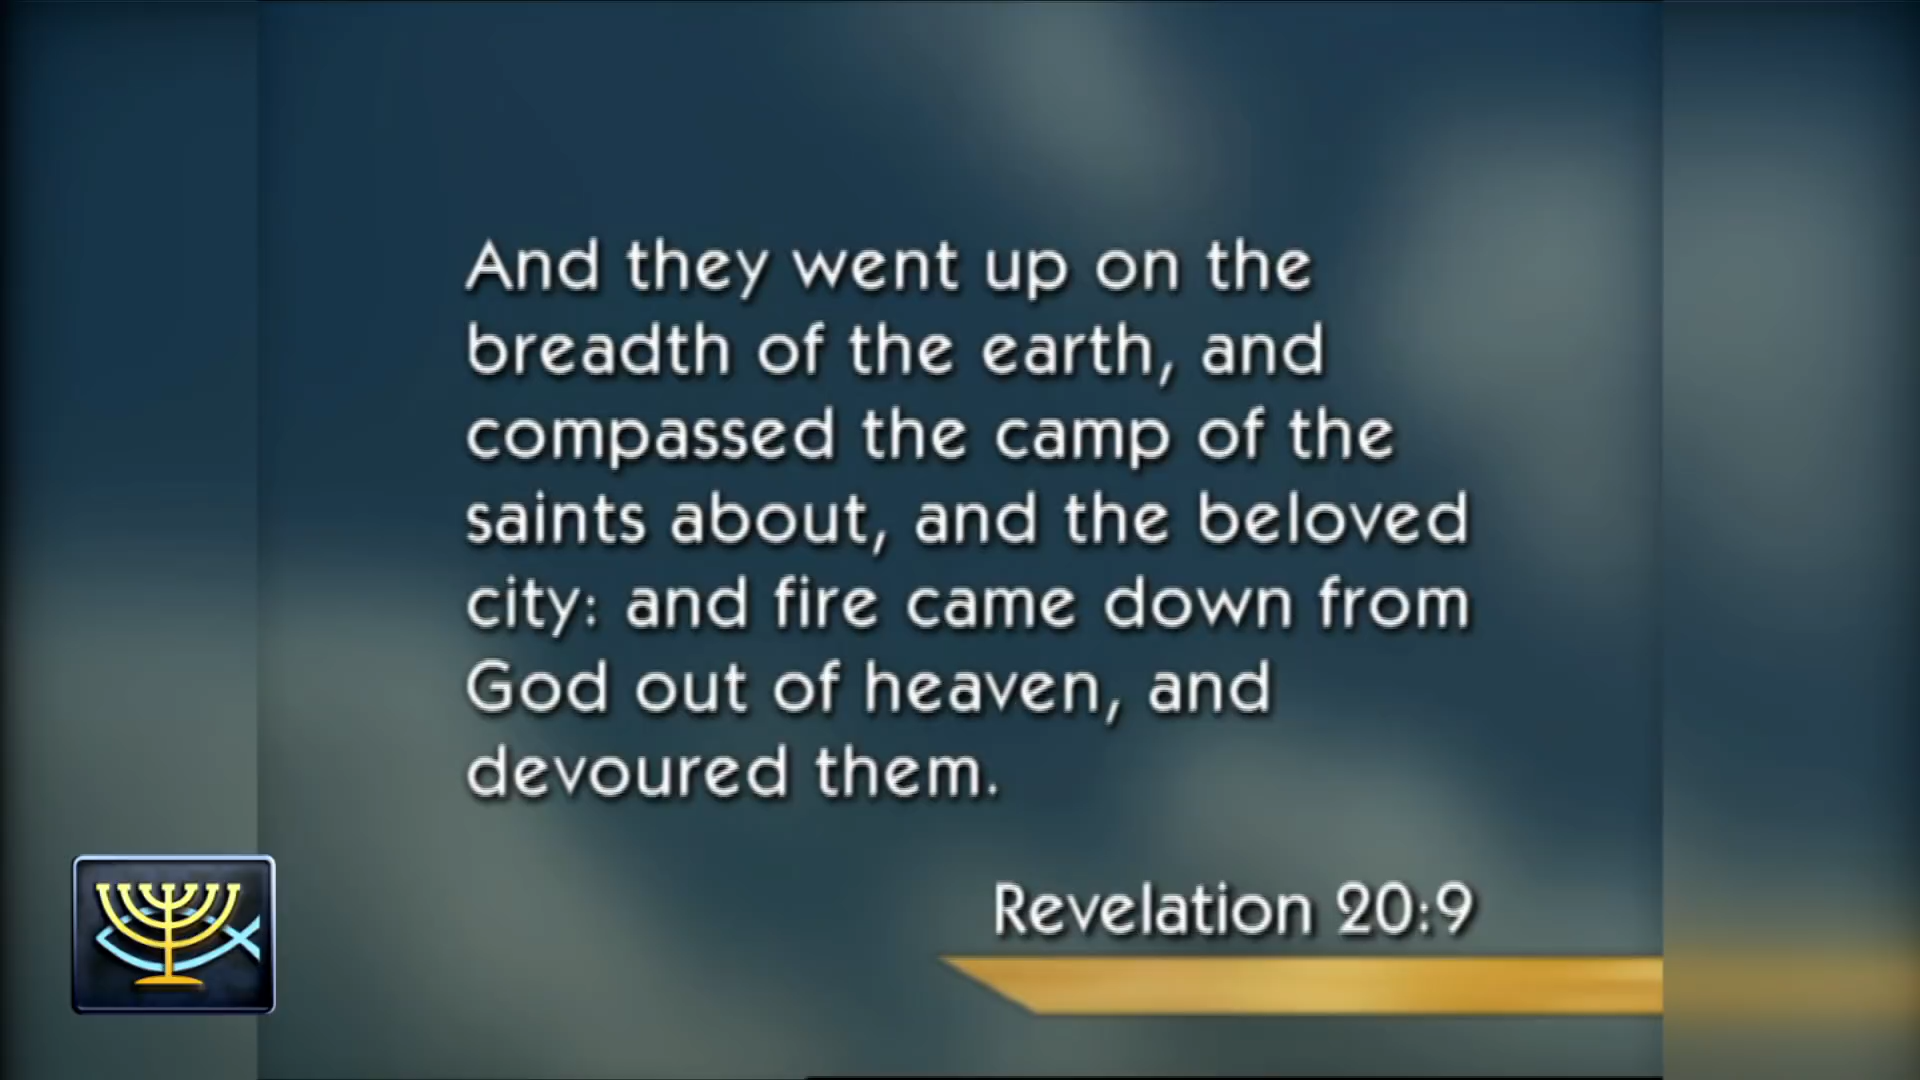 And they went up on the
breadth of the earth, and
compassed the camp of the
saints about, and the beloved
city: and fire came down from
God out of heaven, and
devoured them.
Revelation 20:9